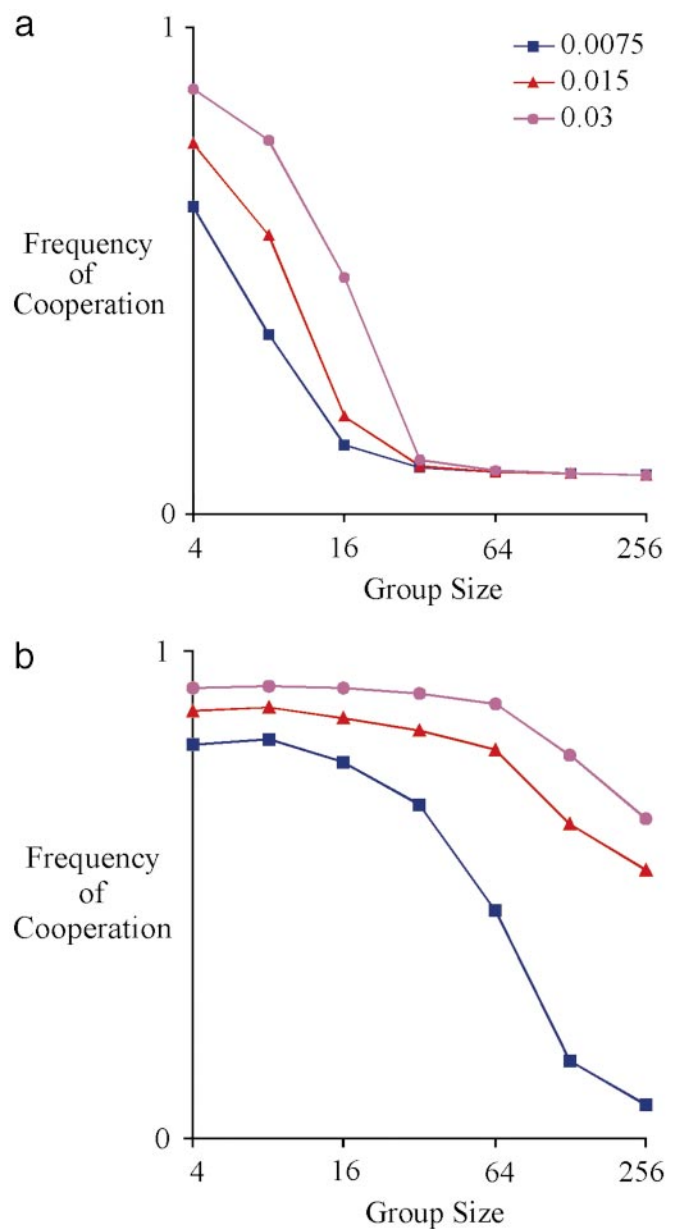 a
1
0.0075
0.015
0.03
Frequency
of
Cooperation
0
4 16 64 256
Group Size
b
1
Frequency
of
Cooperation
0
4 16 64 256
Group Size